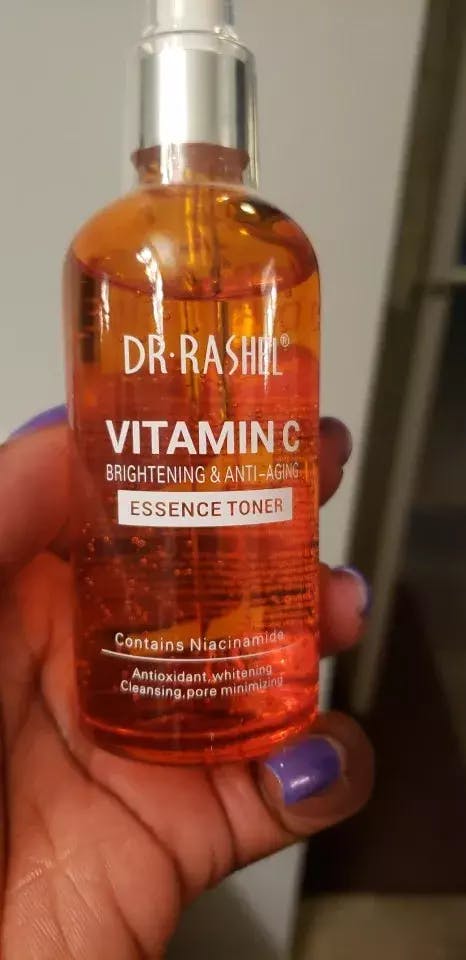 DR·RASHEL®
VITAMIN C
BRIGHTENING & ANTI-AGING
ESSENCE TONER
Contains Niacinamide
Antioxidant,whitening
Cleansing,pore minimizing